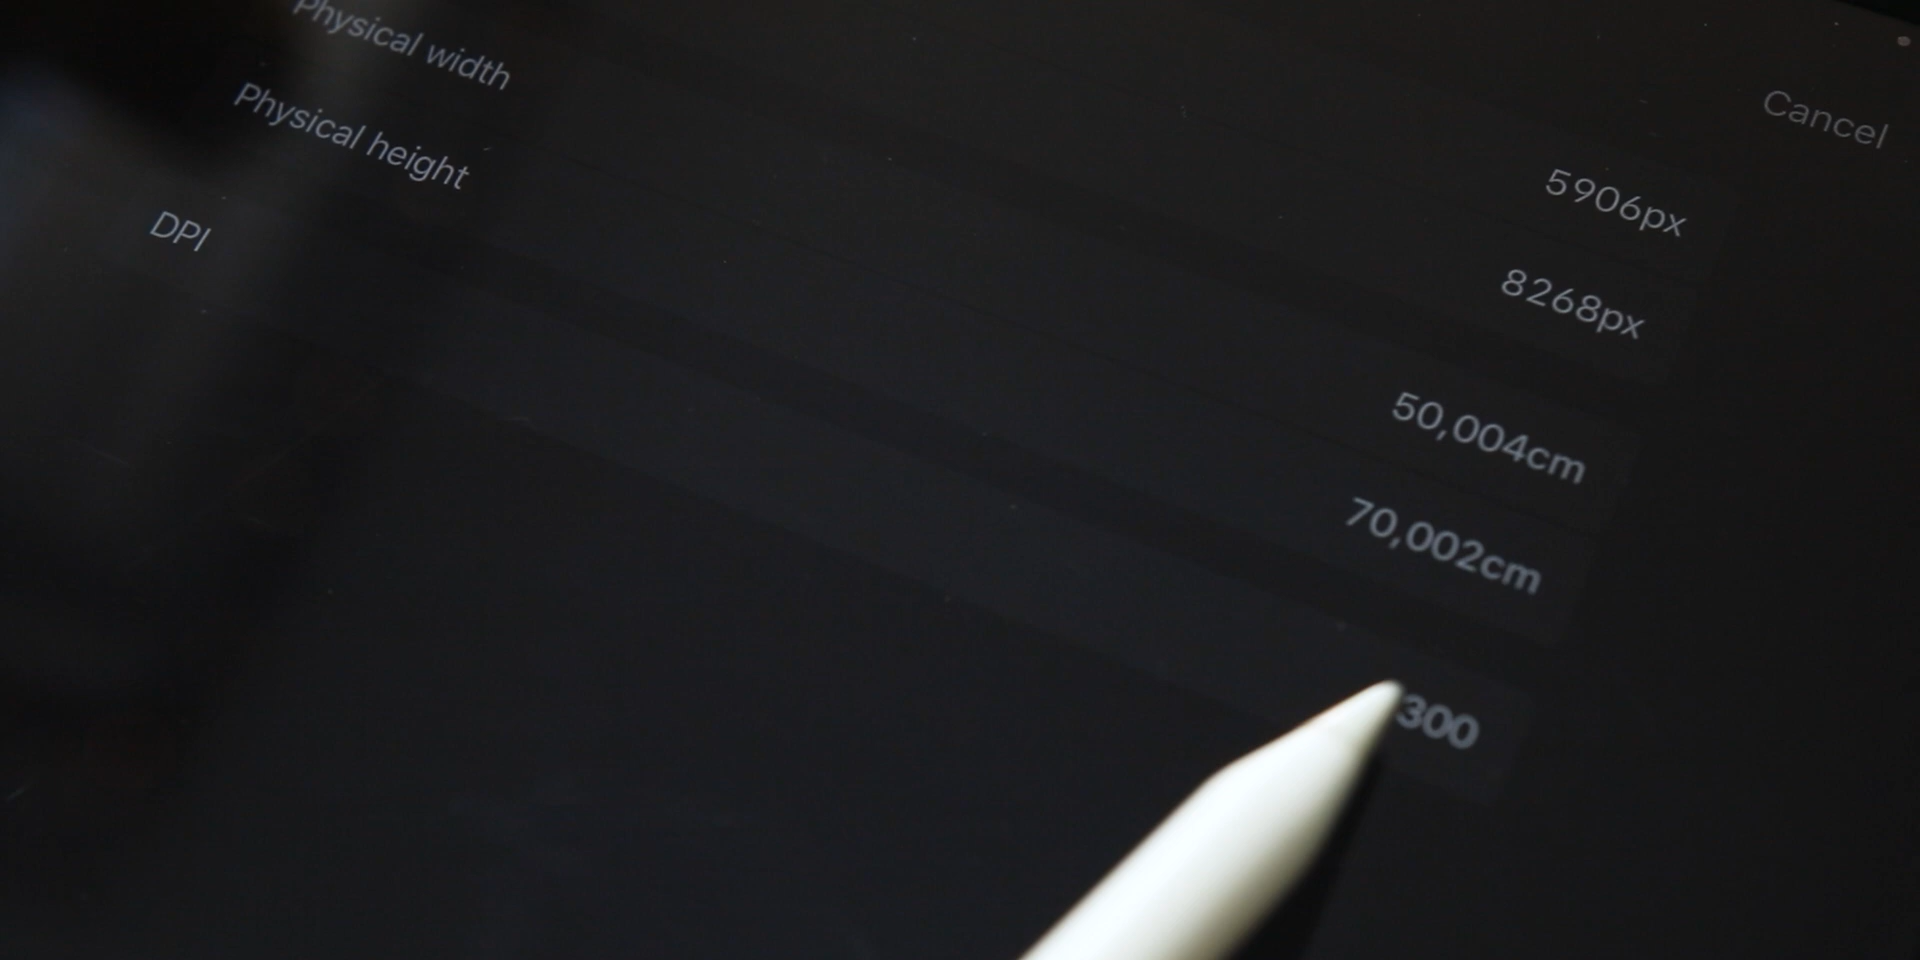 Cancel
5906px
8268px
Physical width 50,004cm
Physical height 70,002cm
DPI 300